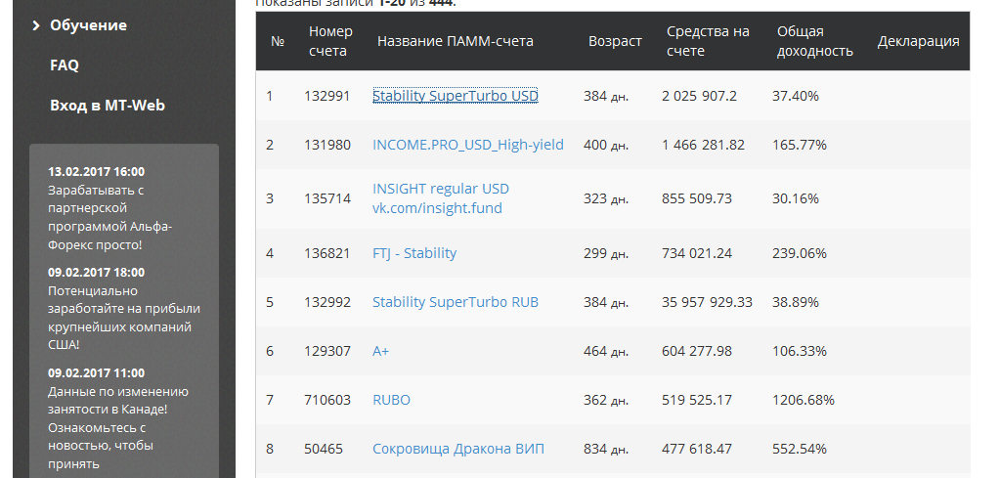 Показаны записи 1-20 из 444.
Обучение
FAQ
Вход в MT-Web
13.02.2017 16:00
Зарабатывать с
партнерской
программой Альфа-
Форекс просто!
09.02.2017 18:00
Потенциально
заработайте на прибыли
крупнейших компаний
США!
09.02.2017 11:00
Данные по изменению
занятости в Канаде!
Ознакомьтесь с
новостью, чтобы
принять
№ Номер счета Название ПАММ-счета Возраст Средства на счете Общая доходность Декларация
1 132991 Stability SuperTurbo USD 384 дн. 2 025 907.2 37.40%
2 131980 INCOME.PRO_USD_High-yield 400 дн. 1 466 281.82 165.77%
3 135714 INSIGHT regular USD vk.com/insight.fund 323 дн. 855 509.73 30.16%
4 136821 FTJ - Stability 299 дн. 734 021.24 239.06%
5 132992 Stability SuperTurbo RUB 384 дн. 35 957 929.33 38.89%
6 129307 A+ 464 дн. 604 277.98 106.33%
7 710603 RUBO 362 дн. 519 525.17 1206.68%
8 50465 Сокровища Дракона ВИП 834 дн. 477 618.47 552.54%